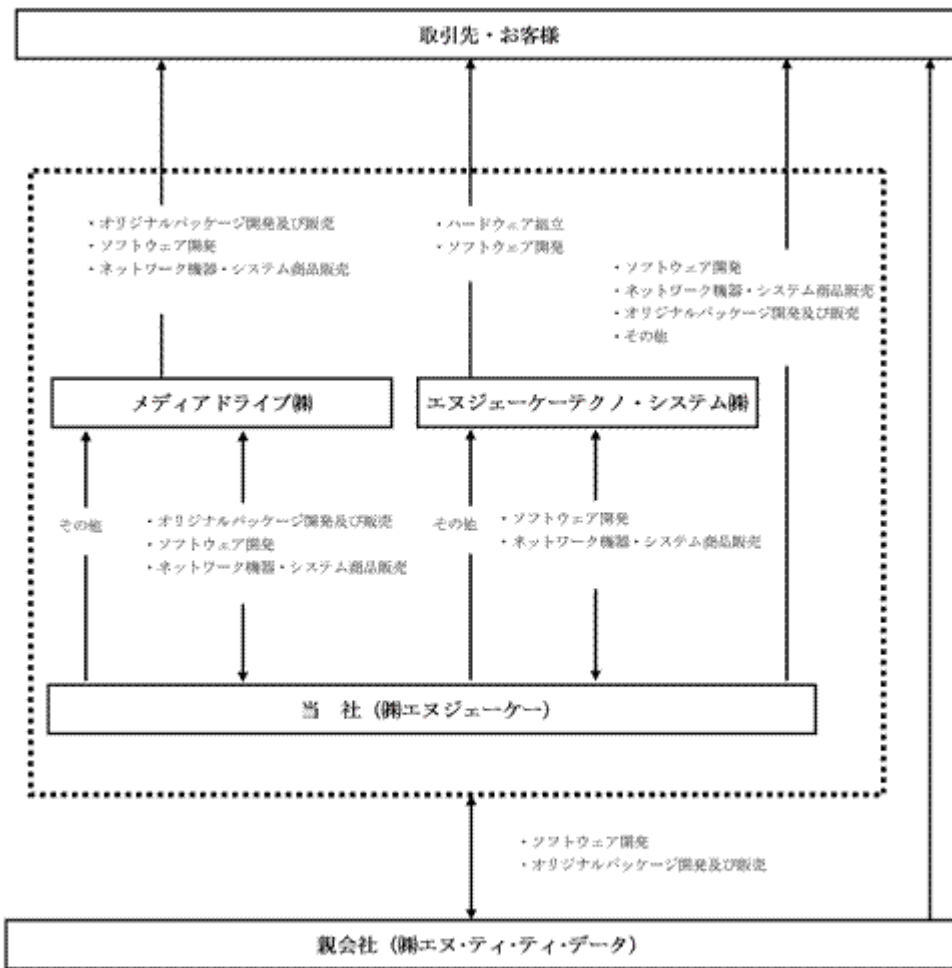 取引先・お客様
・オリジナルパッケージ開発及び販売
・ソフトウェア開発
・ネットワーク機器・システム商品販売
・ハードウェア組立
・ソフトウェア開発
・ソフトウェア開発
・ネットワーク機器・システム商品販売
・オリジナルパッケージ開発及び販売
・その他
メディアドライブ㈱
エヌジェーケーテクノ・システム㈱
その他
・オリジナルパッケージ開発及び販売
・ソフトウェア開発
・ネットワーク機器・システム商品販売
その他
・ソフトウェア開発
・ネットワーク機器・システム商品販売
当　社（㈱エヌジェーケー）
・ソフトウェア開発
・オリジナルパッケージ開発及び販売
親会社（㈱エヌ･ティ･ティ･データ）